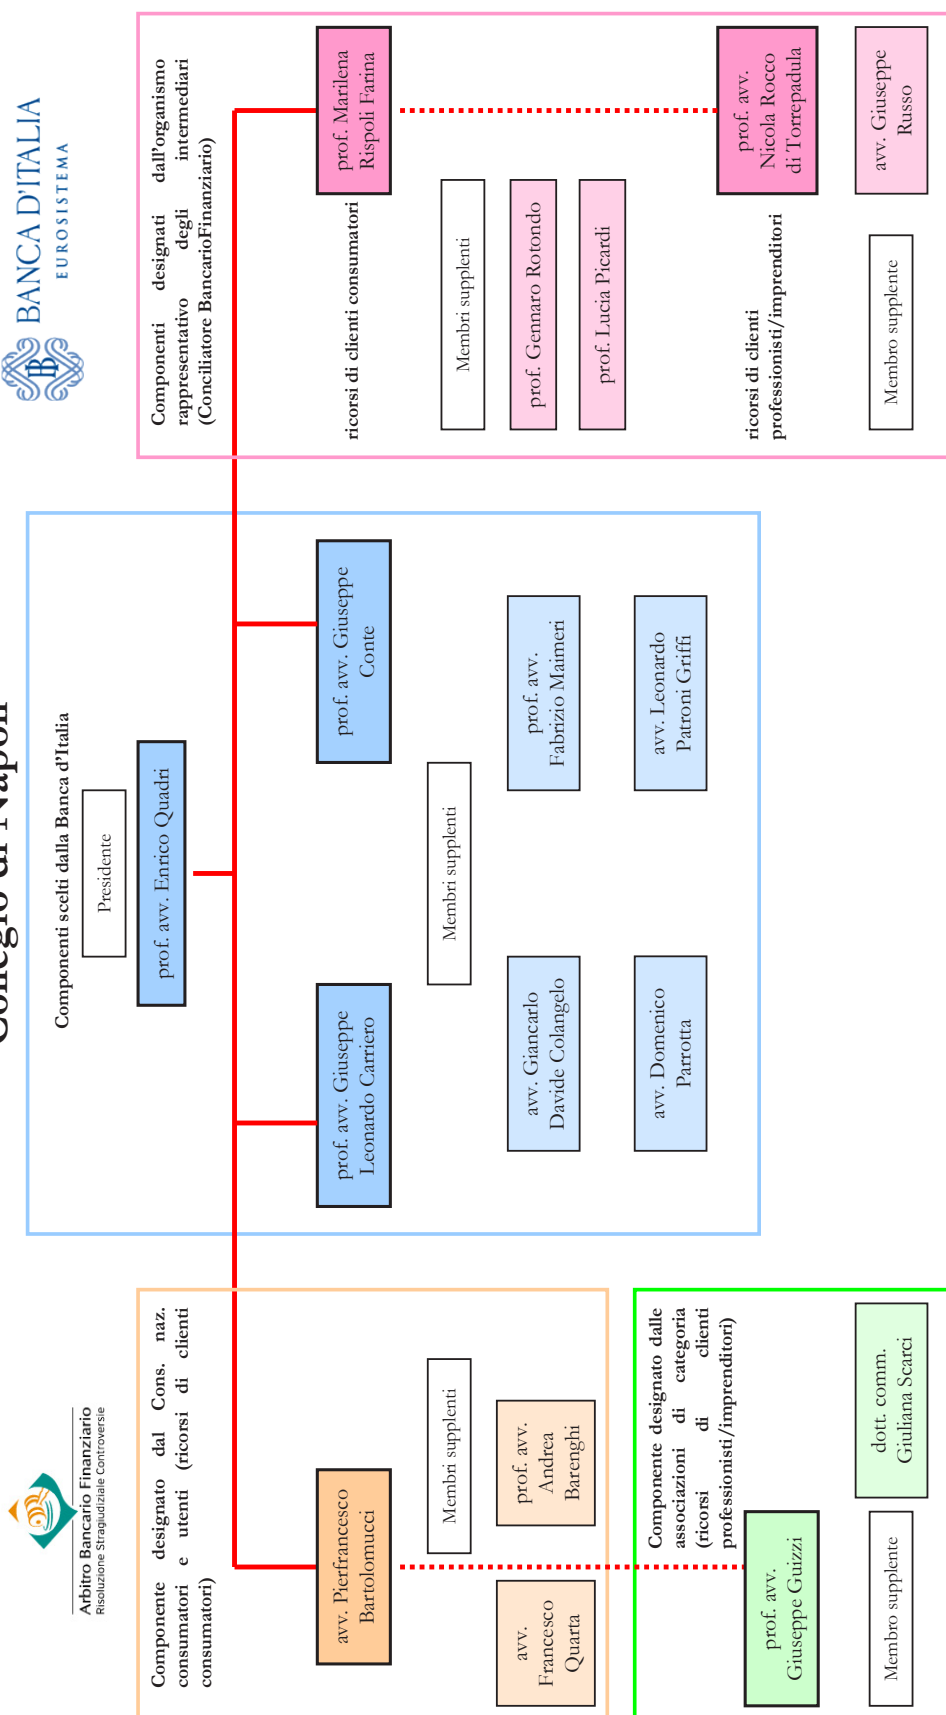 Arbitro Bancario Finanziario
Risoluzione Stragiudiziale Controversie
Collegio di Napoli
BANCA D'ITALIA
EUROSISTEMA
Componenti scelti dalla Banca d'Italia
Presidente
prof. avv. Enrico Quadri
prof. avv. Giuseppe
Leonardo Carriero
prof. avv. Giuseppe
Conte
Membri supplenti
avv. Giancarlo
Davide Colangelo
prof. avv.
Fabrizio Maimeri
avv. Domenico
Parrotta
avv. Leonardo
Patroni Griffi
Componente designato dal Cons. naz.
consumatori e utenti (ricorsi di clienti
consumatori)
avv. Pierfrancesco
Bartolomucci
Membri supplenti
avv.
Francesco
Quarta
prof. avv.
Andrea
Barenghi
Componente designato dalle
associazioni di categoria
(ricorsi di clienti
professionisti/imprenditori)
prof. avv.
Giuseppe Guizzi
Membro supplente
dott. comm.
Giuliana Scarci
Componenti designati dall'organismo
rappresentativo degli intermediari
(Conciliatore BancarioFinanziario)
ricorsi di clienti consumatori
prof. Marilena
Rispoli Farina
Membri supplenti
prof. Gennaro Rotondo
prof. Lucia Picardi
ricorsi di clienti
professionisti/imprenditori
prof. avv.
Nicola Rocco
di Torrepadula
Membro supplente
avv. Giuseppe
Russo